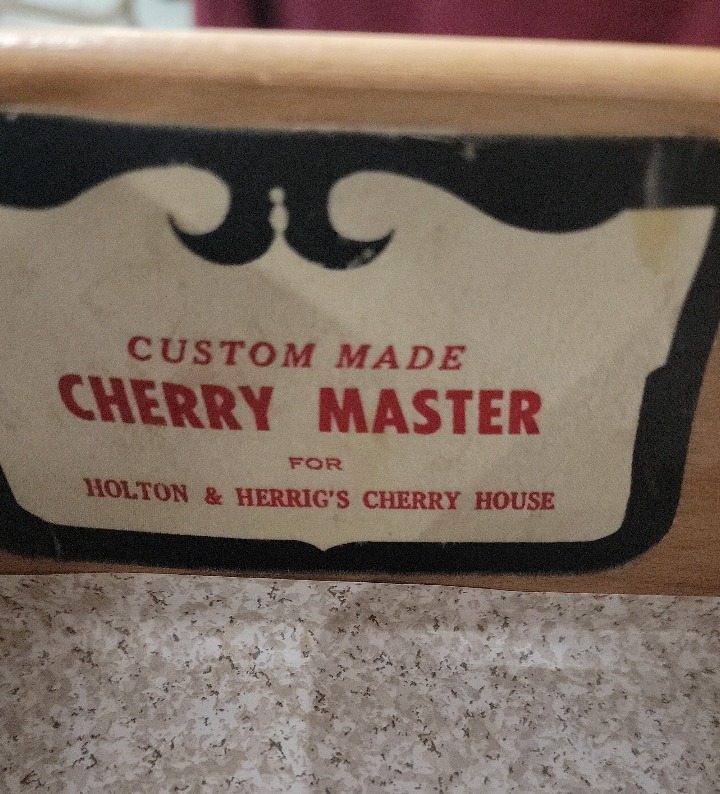 CUSTOM MADE
CHERRY MASTER
FOR
HOLTON & HERRIG'S CHERRY HOUSE